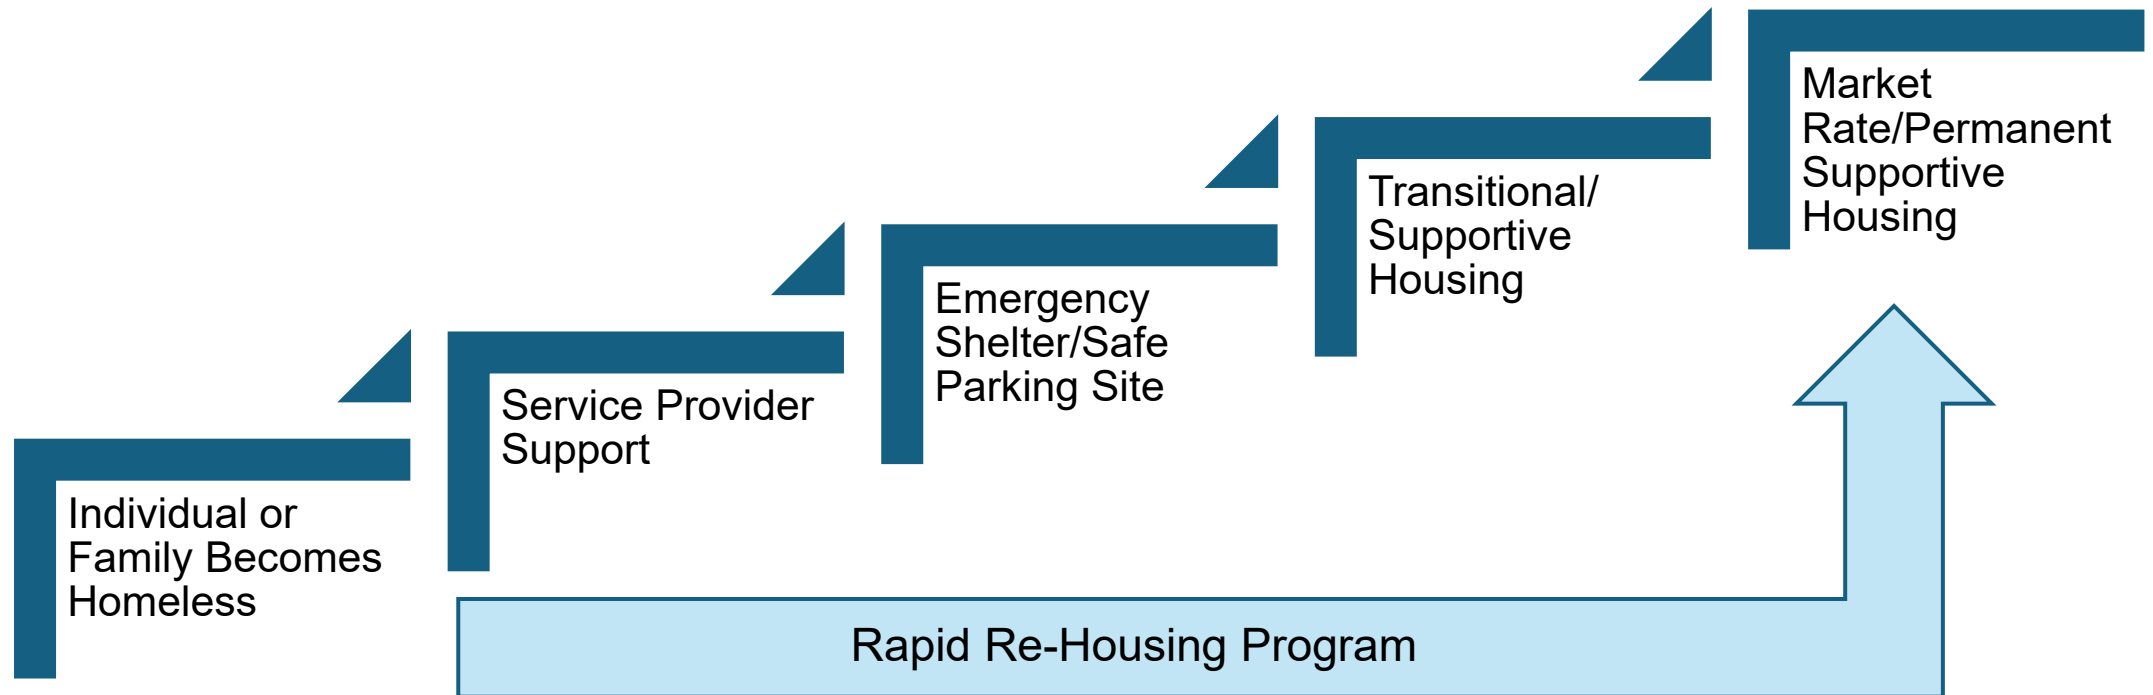 Individual or
Family Becomes
Homeless
Service Provider
Support
Emergency
Shelter/Safe
Parking Site
Transitional/
Supportive
Housing
Market
Rate/Permanent
Supportive
Housing
Rapid Re-Housing Program